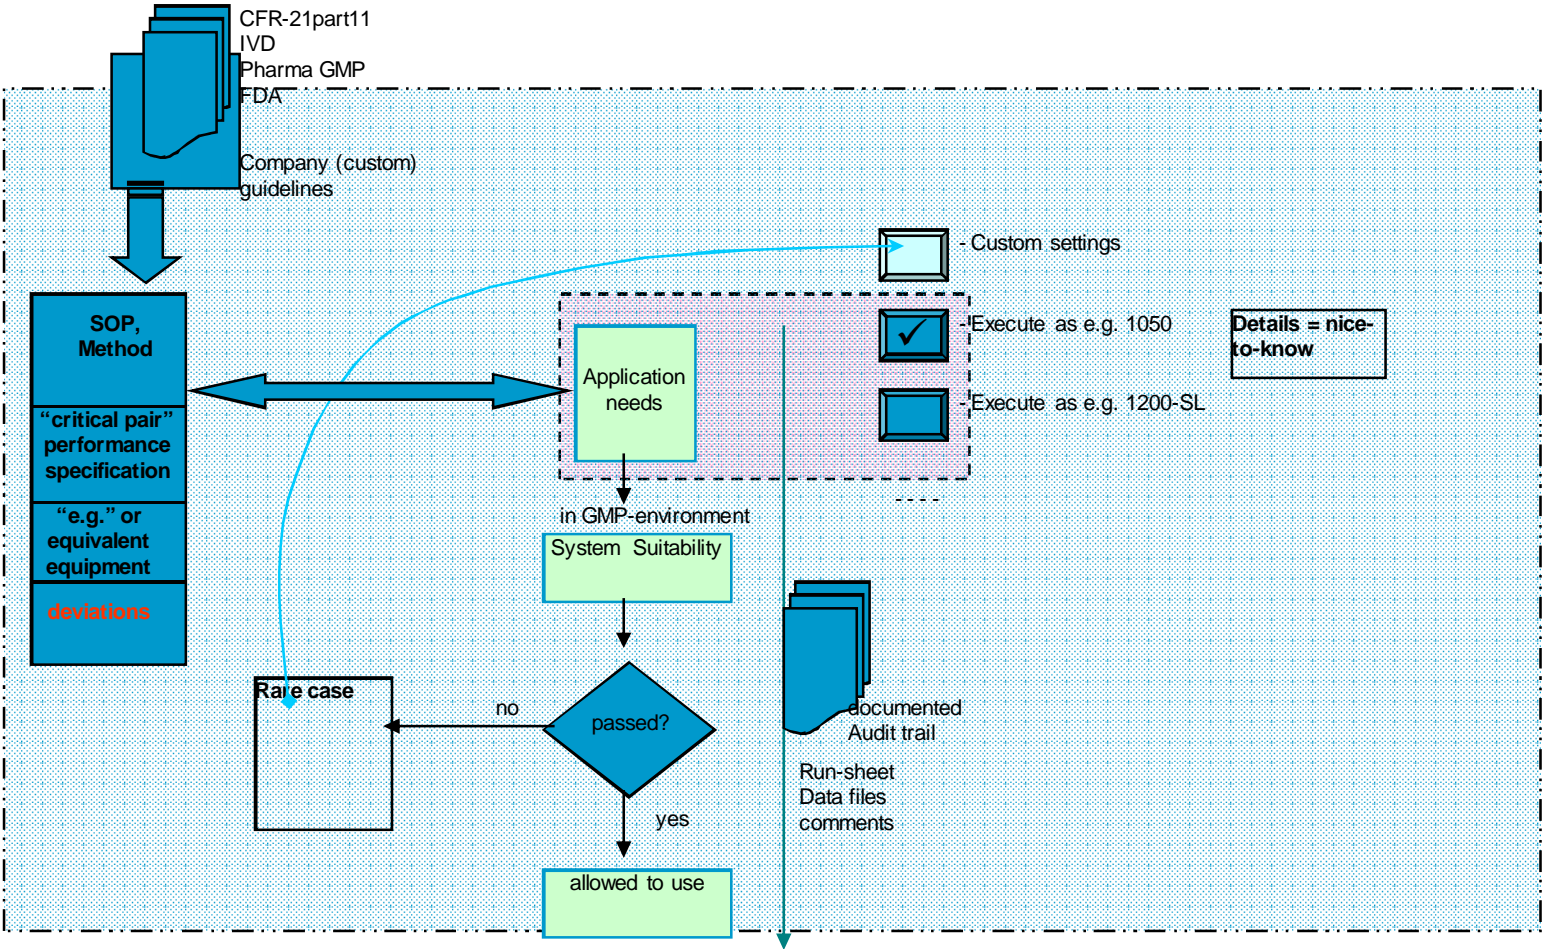 CFR-21part11
IVD
Pharma GMP
FDA
Company (custom)
guidelines
- Custom settings
SOP,
Method
- Execute as e.g. 1050
Details = nice-
to-know
Application
needs
- Execute as e.g. 1200-SL
"critical pair"
performance
specification
"e.g." or
equivalent
equipment
in GMP-environment
System Suitability
deviations
Rare case
no
passed?
documented
Audit trail
Run-sheet
Data files
comments
yes
allowed to use